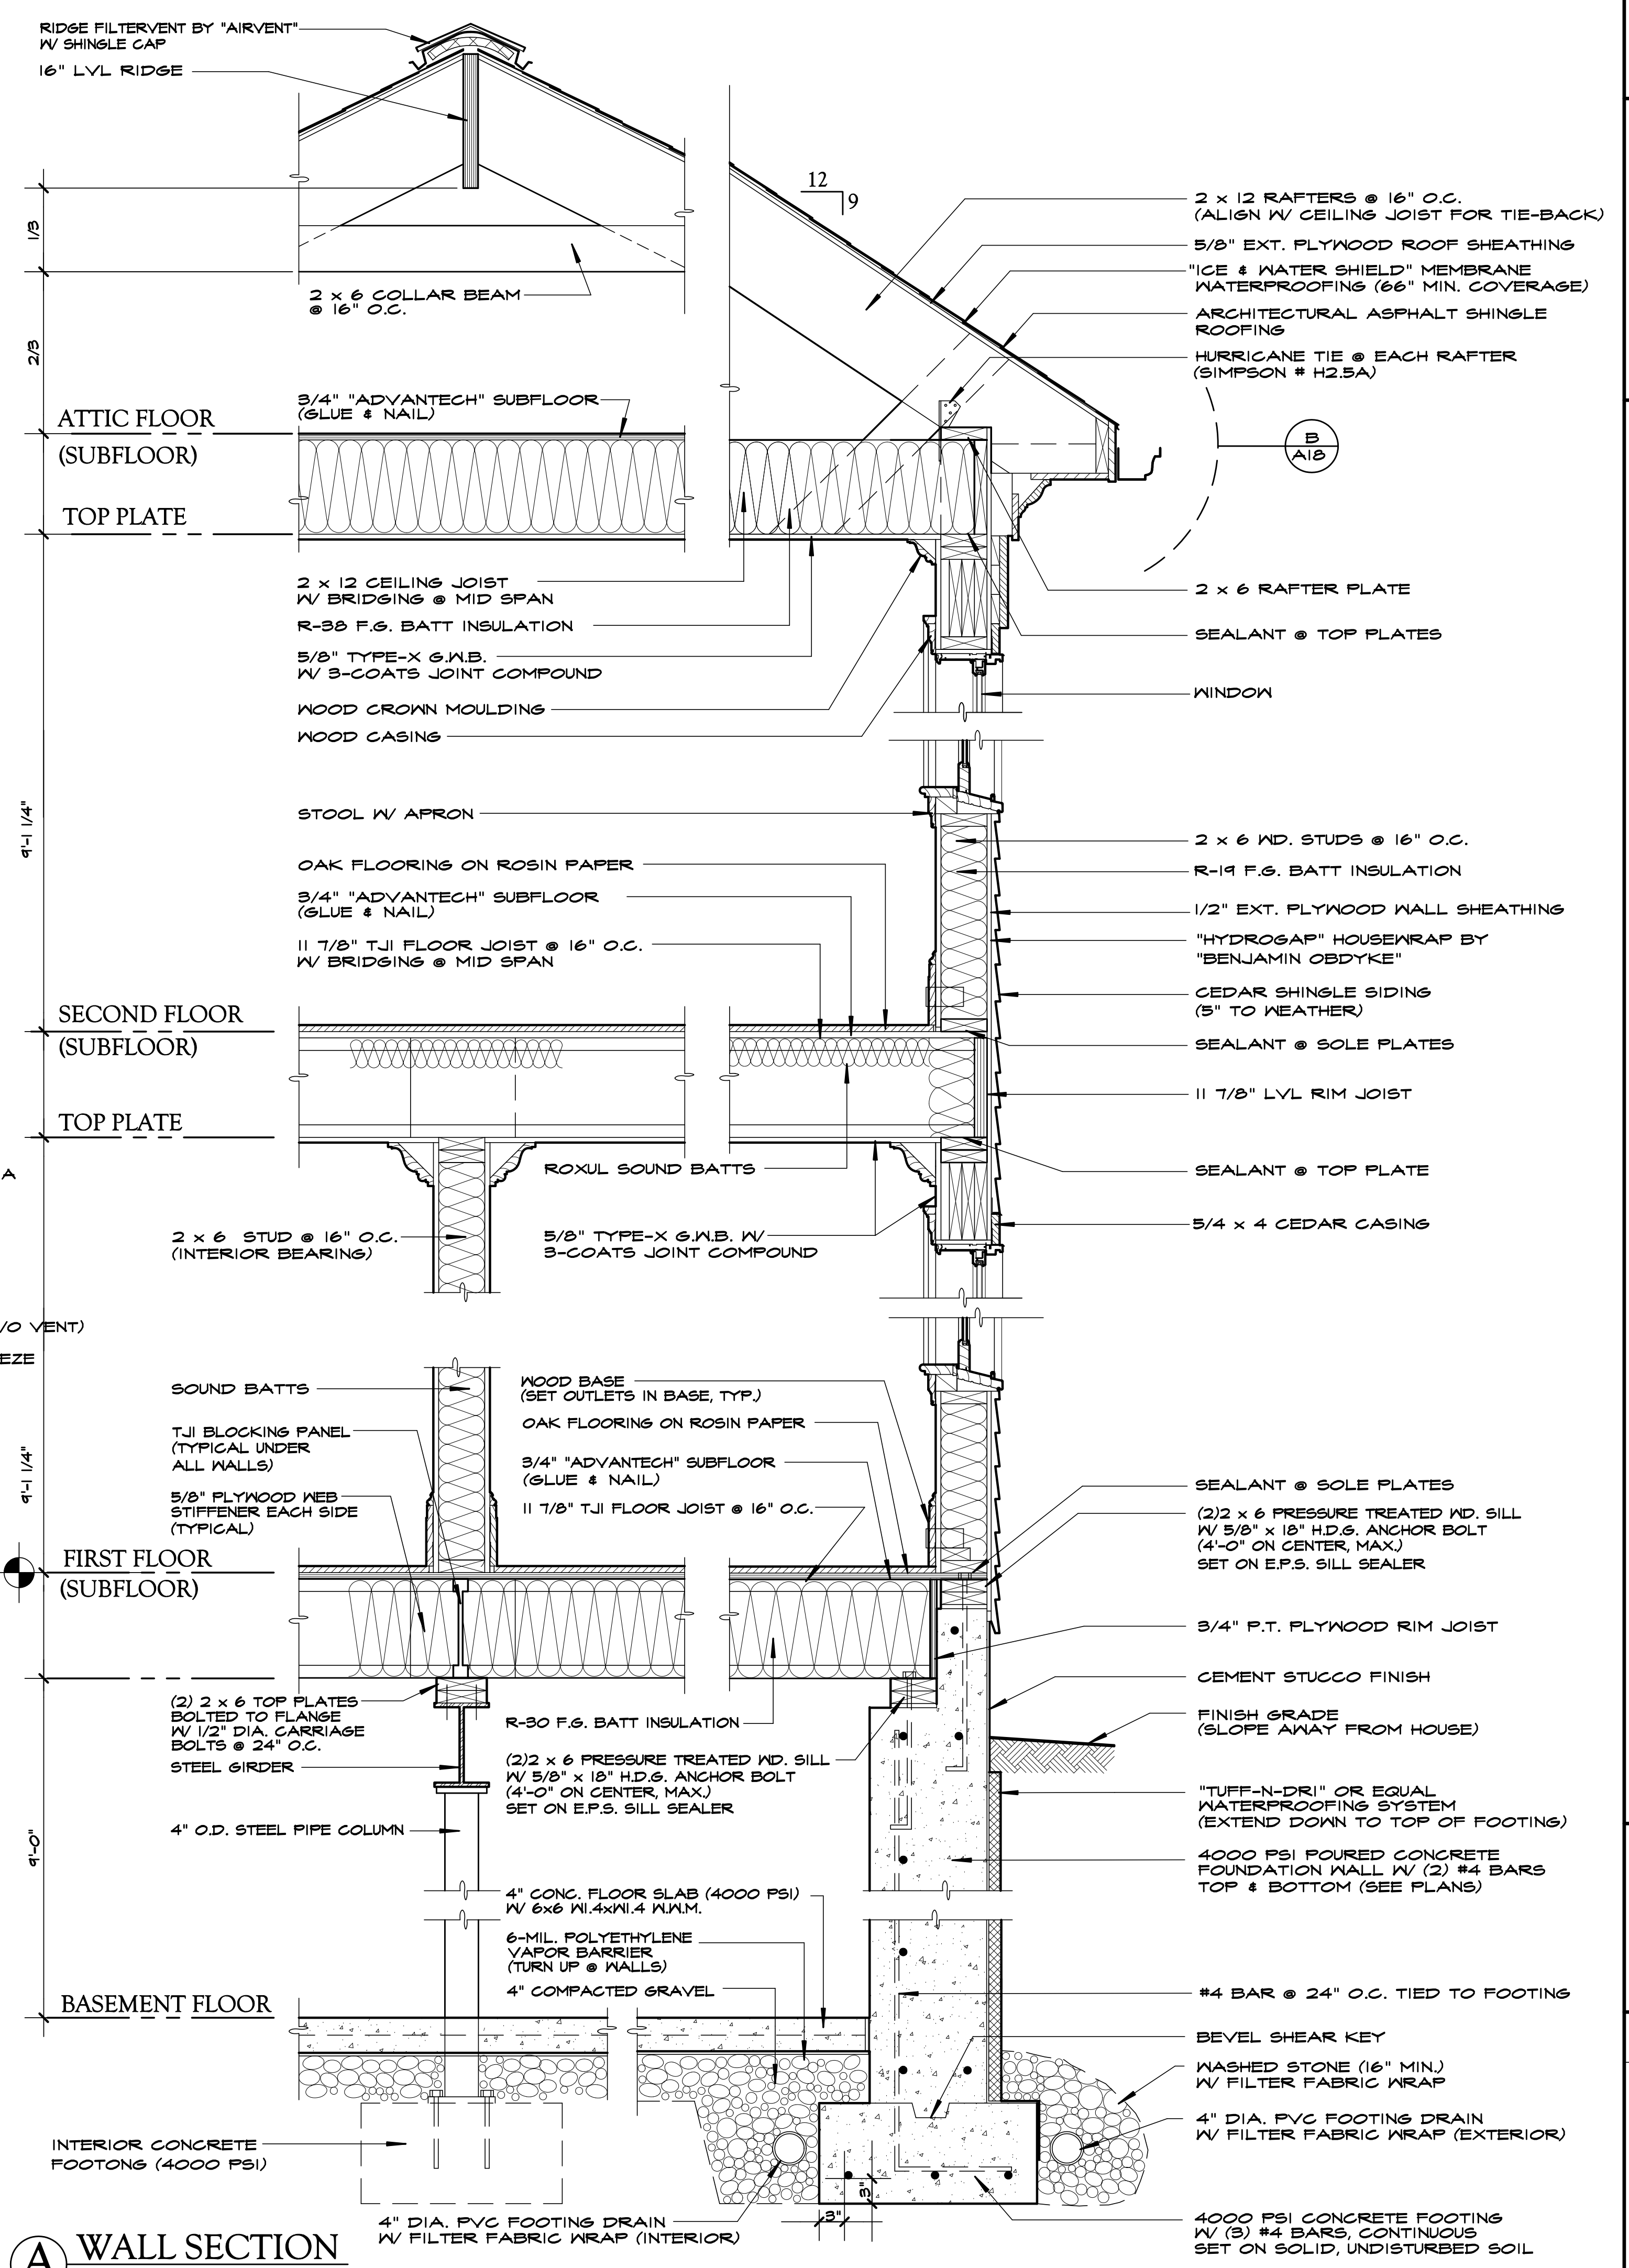 RIDGE FILTERVENT BY "AIRVENT"
W/ SHINGLE CAP
16" LVL RIDGE
12
9
1/3
2/3
2 x 6 COLLAR BEAM
@ 16" O.C.
2 x 12 RAFTERS @ 16" O.C.
(ALIGN W/ CEILING JOIST FOR TIE-BACK)
5/8" EXT. PLYWOOD ROOF SHEATHING
"ICE & WATER SHIELD" MEMBRANE
WATERPROOFING (66" MIN. COVERAGE)
ARCHITECTURAL ASPHALT SHINGLE
ROOFING
HURRICANE TIE @ EACH RAFTER
(SIMPSON # H2.5A)
B
A18
3/4" "ADVANTECH" SUBFLOOR
(GLUE & NAIL)
ATTIC FLOOR
(SUBFLOOR)
TOP PLATE
2 x 12 CEILING JOIST
W/ BRIDGING @ MID SPAN
R-38 F.G. BATT INSULATION
5/8" TYPE-X G.W.B.
W/ 3-COATS JOINT COMPOUND
WOOD CROWN MOULDING
WOOD CASING
2 x 6 RAFTER PLATE
SEALANT @ TOP PLATES
WINDOW
9'-1 1/4"
STOOL W/ APRON
OAK FLOORING ON ROSIN PAPER
3/4" "ADVANTECH" SUBFLOOR
(GLUE & NAIL)
11 7/8" TJI FLOOR JOIST @ 16" O.C.
W/ BRIDGING @ MID SPAN
2 x 6 WD. STUDS @ 16" O.C.
R-19 F.G. BATT INSULATION
1/2" EXT. PLYWOOD WALL SHEATHING
"HYDROGAP" HOUSEWRAP BY
"BENJAMIN OBDYKE"
CEDAR SHINGLE SIDING
(5" TO WEATHER)
SEALANT @ SOLE PLATES
11 7/8" LVL RIM JOIST
SECOND FLOOR
(SUBFLOOR)
TOP PLATE
A
ROXUL SOUND BATTS
SEALANT @ TOP PLATE
2 x 6 STUD @ 16" O.C.
(INTERIOR BEARING)
5/8" TYPE-X G.W.B. W/
3-COATS JOINT COMPOUND
5/4 x 4 CEDAR CASING
/O VENT)
EZE
SOUND BATTS
TJI BLOCKING PANEL
(TYPICAL UNDER
ALL WALLS)
5/8" PLYWOOD WEB
STIFFENER EACH SIDE
(TYPICAL)
WOOD BASE
(SET OUTLETS IN BASE, TYP.)
OAK FLOORING ON ROSIN PAPER
3/4" "ADVANTECH" SUBFLOOR
(GLUE & NAIL)
11 7/8" TJI FLOOR JOIST @ 16" O.C.
9'-1 1/4"
FIRST FLOOR
(SUBFLOOR)
SEALANT @ SOLE PLATES
(2)2 x 6 PRESSURE TREATED WD. SILL
W/ 5/8" x 18" H.D.G. ANCHOR BOLT
(4'-0" ON CENTER, MAX.)
SET ON E.P.S. SILL SEALER
3/4" P.T. PLYWOOD RIM JOIST
CEMENT STUCCO FINISH
FINISH GRADE
(SLOPE AWAY FROM HOUSE)
(2) 2 x 6 TOP PLATES
BOLTED TO FLANGE
W/ 1/2" DIA. CARRIAGE
BOLTS @ 24" O.C.
STEEL GIRDER
4" O.D. STEEL PIPE COLUMN
R-30 F.G. BATT INSULATION
(2)2 x 6 PRESSURE TREATED WD. SILL
W/ 5/8" x 18" H.D.G. ANCHOR BOLT
(4'-0" ON CENTER, MAX.)
SET ON E.P.S. SILL SEALER
"TUFF-N-DRI" OR EQUAL
WATERPROOFING SYSTEM
(EXTEND DOWN TO TOP OF FOOTING)
4000 PSI POURED CONCRETE
FOUNDATION WALL W/ (2) #4 BARS
TOP & BOTTOM (SEE PLANS)
9'-0"
4" CONC. FLOOR SLAB (4000 PSI)
W/ 6x6 W1.4xW1.4 W.W.M.
6-MIL. POLYETHYLENE
VAPOR BARRIER
(TURN UP @ WALLS)
4" COMPACTED GRAVEL
BASEMENT FLOOR
#4 BAR @ 24" O.C. TIED TO FOOTING
BEVEL SHEAR KEY
WASHED STONE (16" MIN.)
W/ FILTER FABRIC WRAP
4" DIA. PVC FOOTING DRAIN
W/ FILTER FABRIC WRAP (EXTERIOR)
INTERIOR CONCRETE
FOOTONG (4000 PSI)
3"
3"
4" DIA. PVC FOOTING DRAIN
W/ FILTER FABRIC WRAP (INTERIOR)
4000 PSI CONCRETE FOOTING
W/ (3) #4 BARS, CONTINUOUS
SET ON SOLID, UNDISTURBED SOIL
A
WALL SECTION